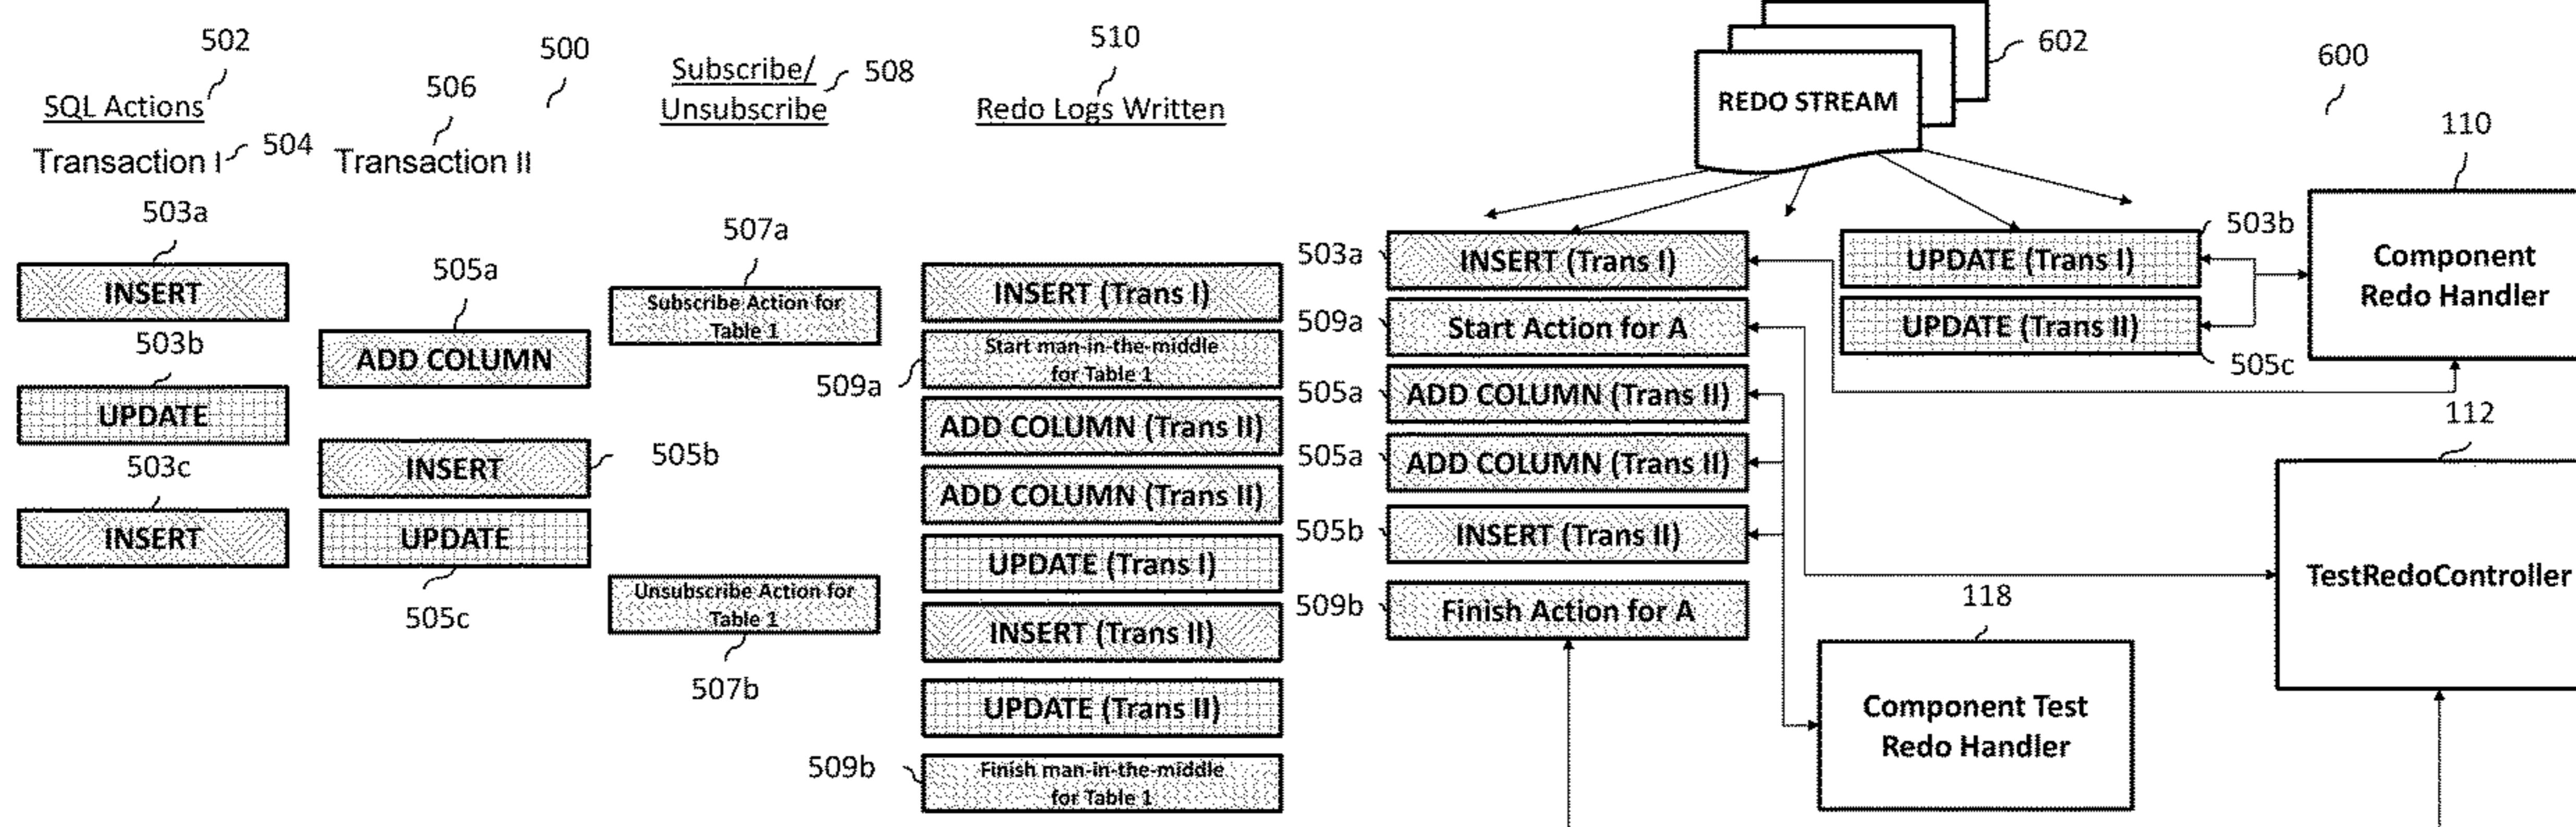 502
500
SQL Actions
504
Transaction I
506
Transaction II
Subscribe/
Unsubscribe
508
510
Redo Logs Written
503a
INSERT
503b
UPDATE
503c
INSERT
505a
ADD COLUMN
INSERT
505b
UPDATE
505c
507a
Subscribe Action for
Table 1
Unsubscribe Action for
Table 1
507b
INSERT (Trans I)
509a
Start man-in-the-middle
for Table 1
ADD COLUMN (Trans II)
ADD COLUMN (Trans II)
UPDATE (Trans I)
INSERT (Trans II)
UPDATE (Trans II)
509b
Finish man-in-the-middle
for Table 1
REDO STREAM
602
600
503a
INSERT (Trans I)
509a
Start Action for A
505a
ADD COLUMN (Trans II)
505a
ADD COLUMN (Trans II)
505b
INSERT (Trans II)
509b
Finish Action for A
503b
UPDATE (Trans I)
UPDATE (Trans II)
505c
110
Component
Redo Handler
112
TestRedoController
118
Component Test
Redo Handler